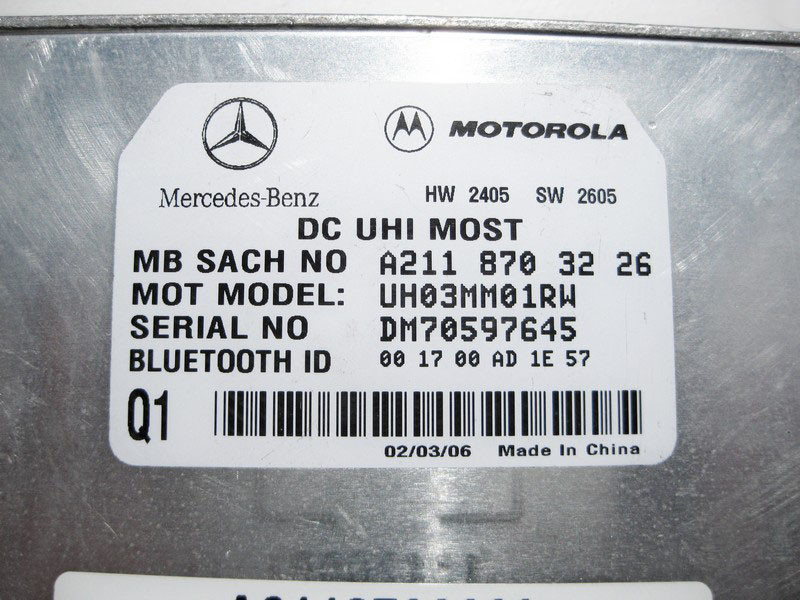 MOTOROLA
Mercedes-Benz
HW 2405 SW 2605
DC UHI MOST
MB SACH NO A211 870 32 26
MOT MODEL: UH03MM01RW
SERIAL NO DM70597645
BLUETOOTH ID 00 17 00 AD 1E 57
Q1
02/03/06 Made In China